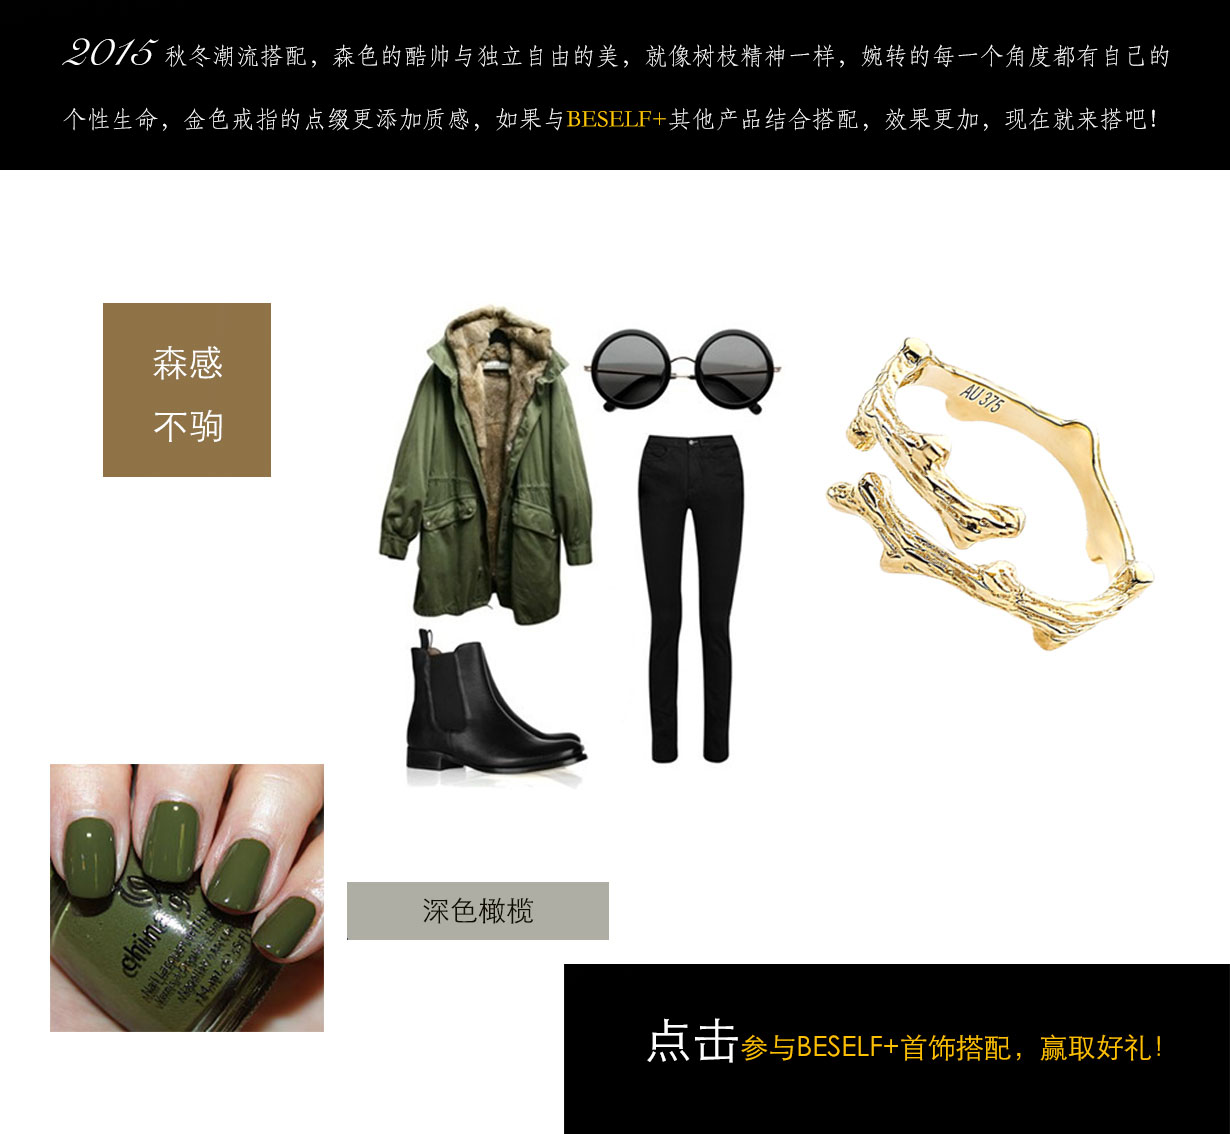 2015 秋冬潮流搭配，森色的酷帅与独立自由的美，就像树枝精神一样，婉转的每一个角度都有自己的
个性生命，金色戒指的点缀更添加质感，如果与BESELF+其他产品结合搭配，效果更加，现在就来搭吧！
森感
不驹
AU 375
深色橄榄
点击参与BESELF+首饰搭配，赢取好礼！